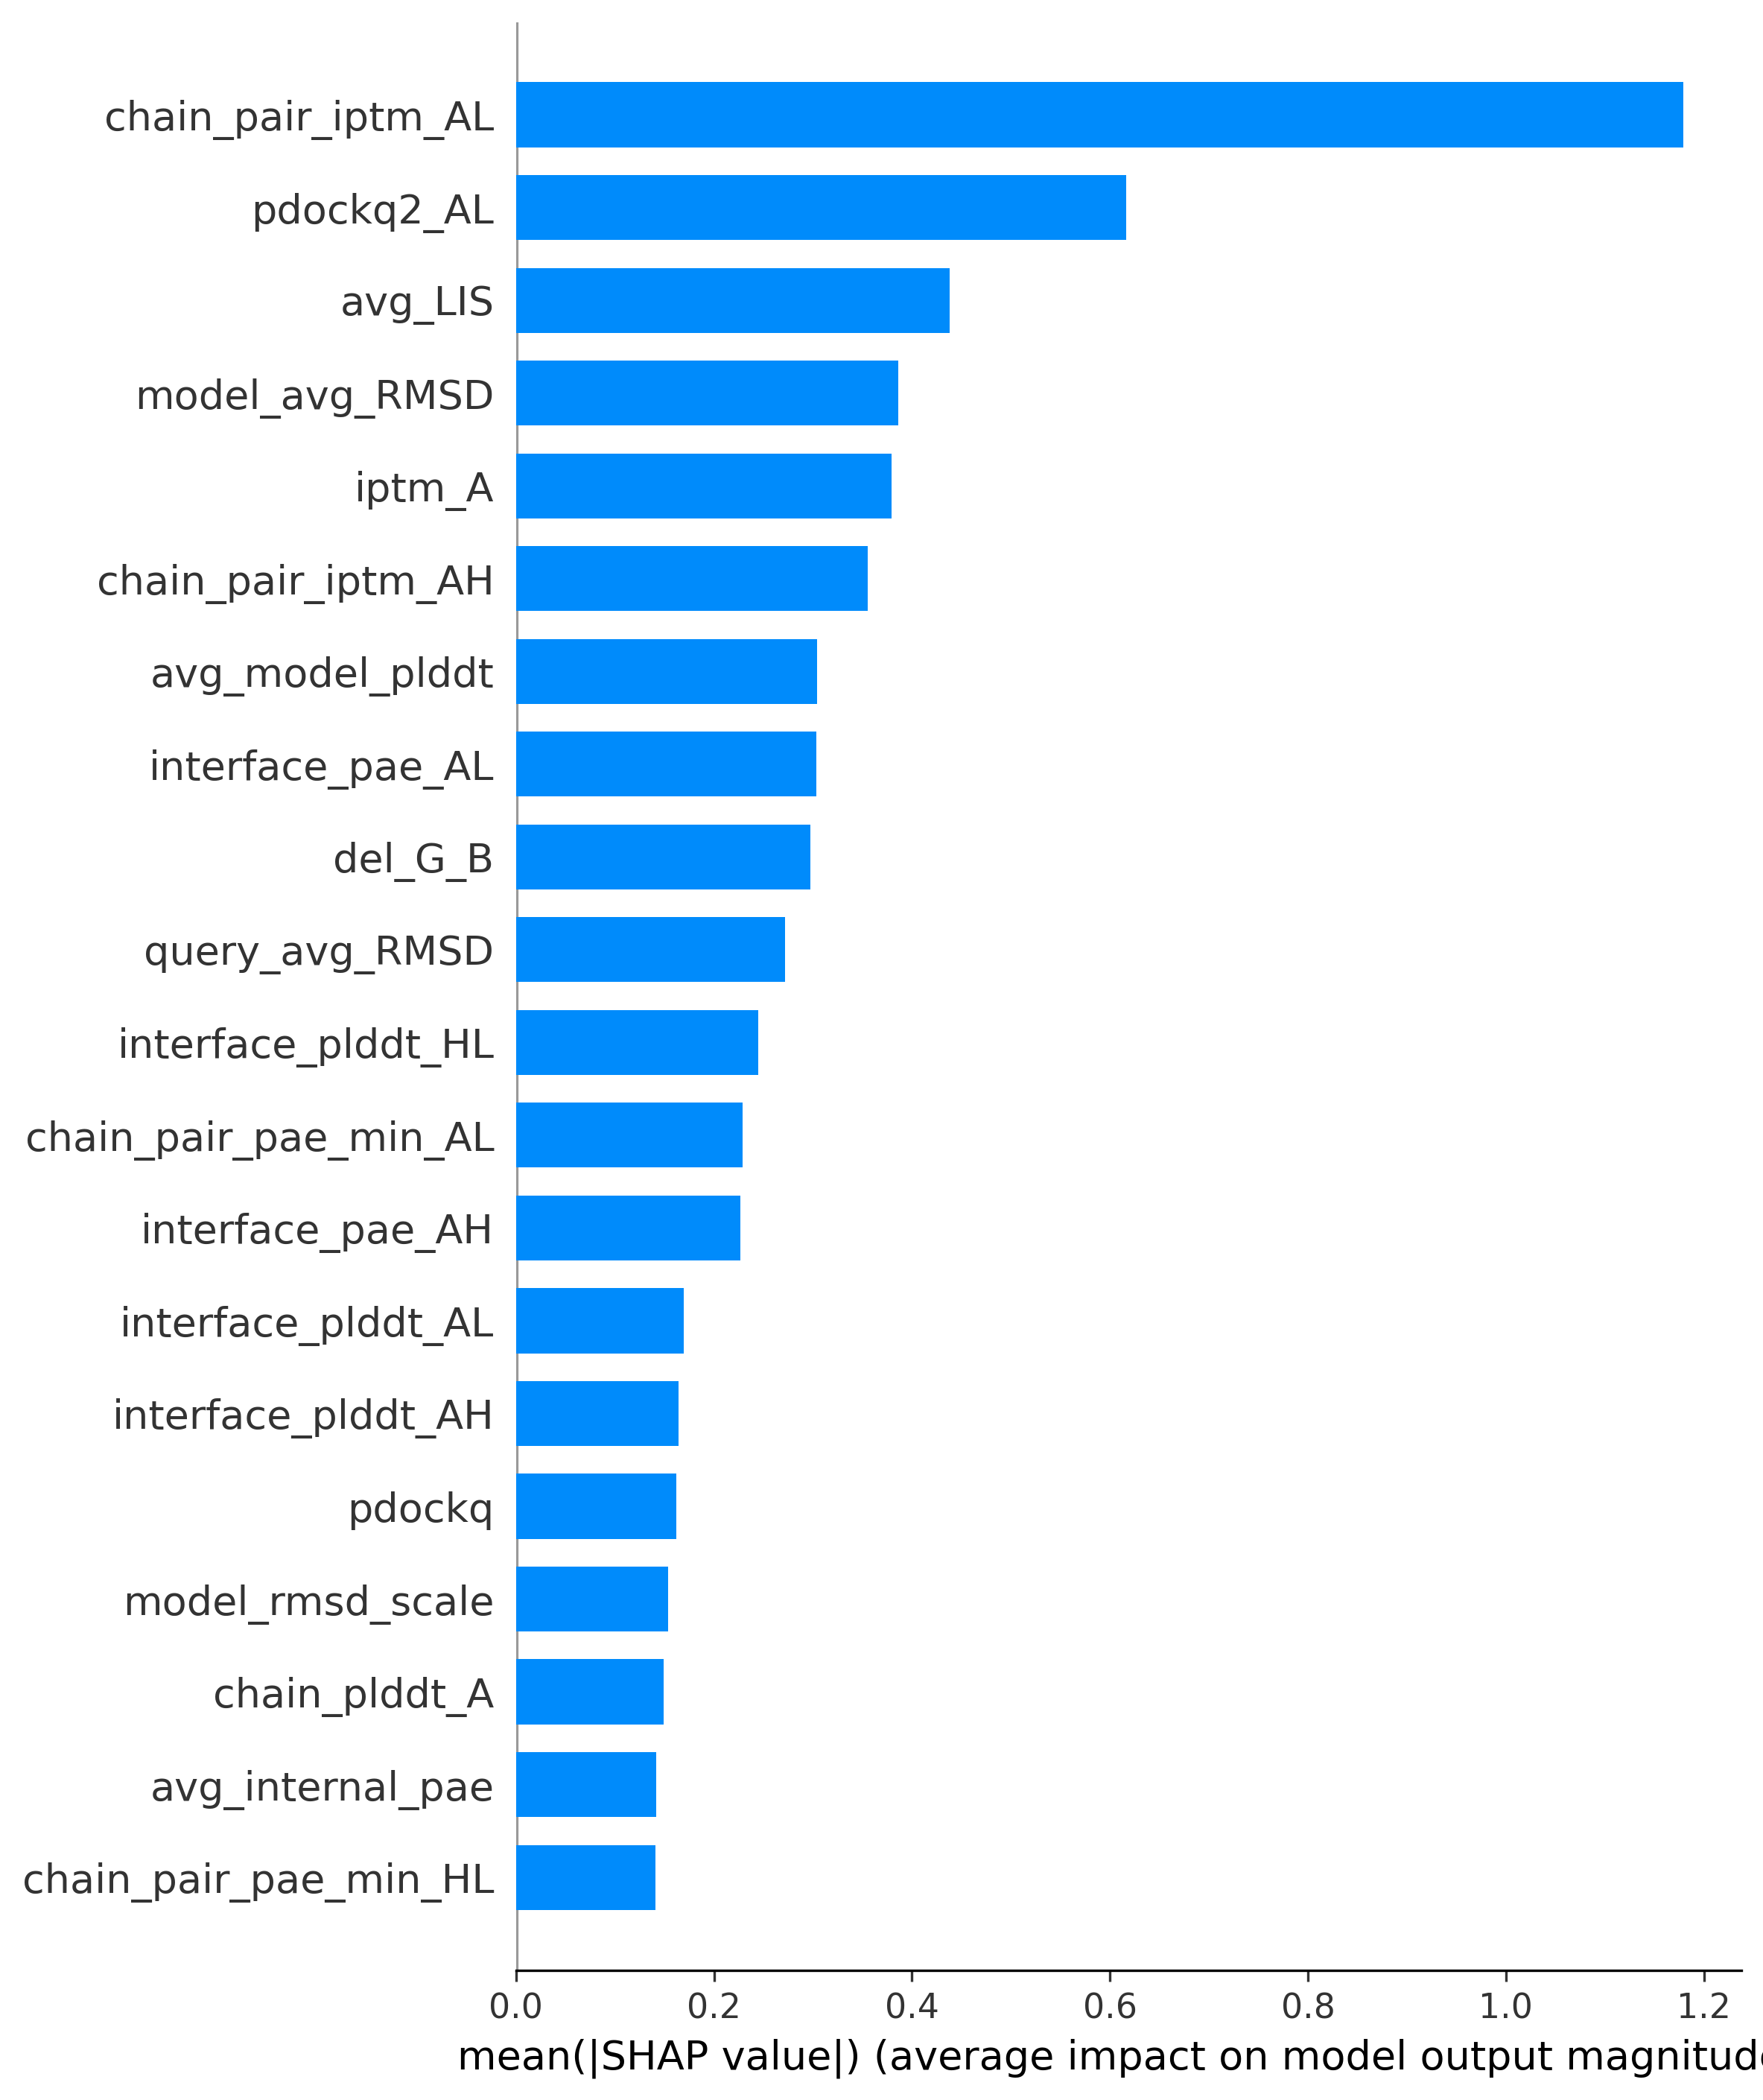 chain_pair_iptm_AL
pdockq2_AL
avg_LIS
model_avg_RMSD
iptm_A
chain_pair_iptm_AH
avg_model_plddt
interface_pae_AL
del_G_B
query_avg_RMSD
interface_plddt_HL
chain_pair_pae_min_AL
interface_pae_AH
interface_plddt_AL
interface_plddt_AH
pdockq
model_rmsd_scale
chain_plddt_A
avg_internal_pae
chain_pair_pae_min_HL
0.0 0.2 0.4 0.6 0.8 1.0 1.2
mean(|SHAP value|) (average impact on model output magnitude